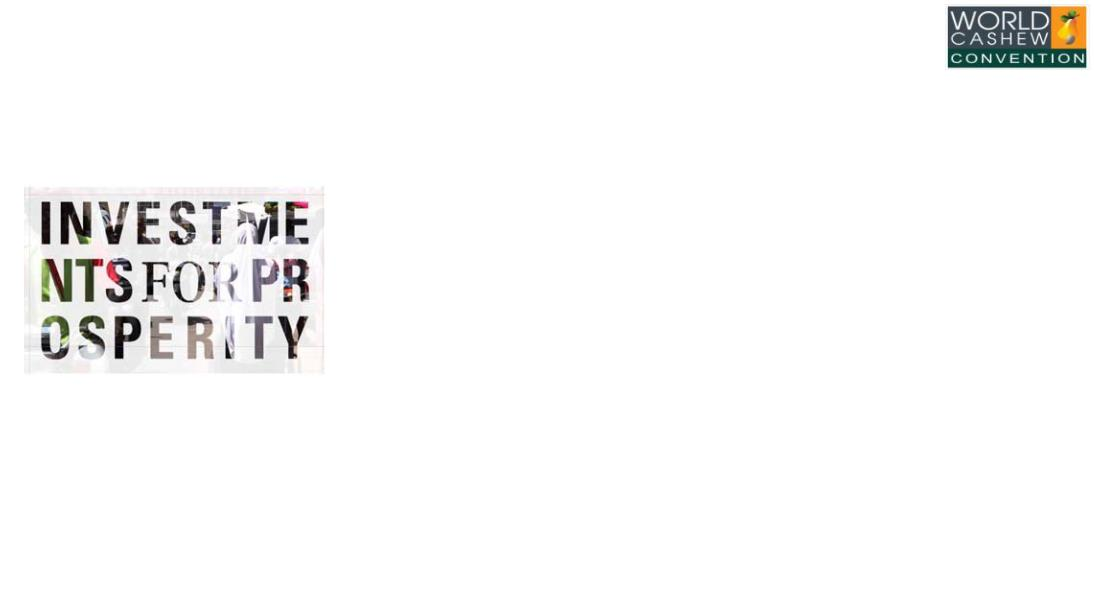 WORLD
CASHEW
CONVENTION
INVESTME
NTS FOR PR
OSPERITY